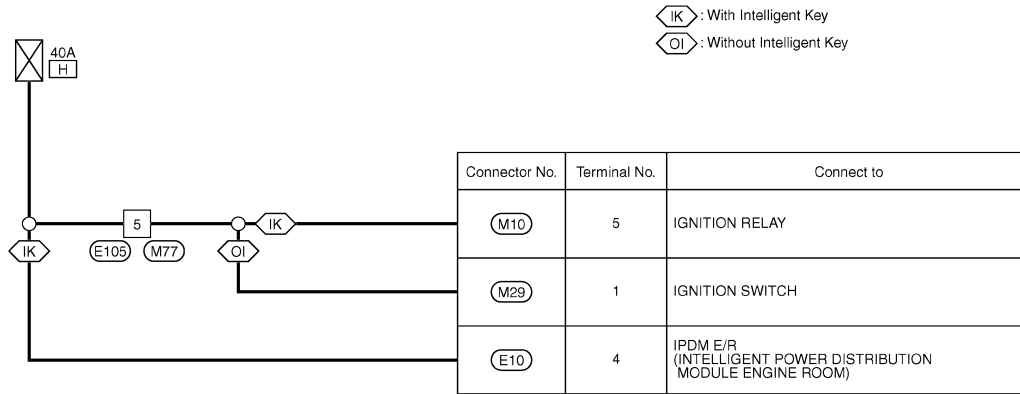 IK : With Intelligent Key
OI : Without Intelligent Key
40A
H
Connector No. Terminal No. Connect to
5 IK M10 5 IGNITION RELAY
IK E105 M77 OI
M29 1 IGNITION SWITCH
E10 4 IPDM E/R
(INTELLIGENT POWER DISTRIBUTION
MODULE ENGINE ROOM)